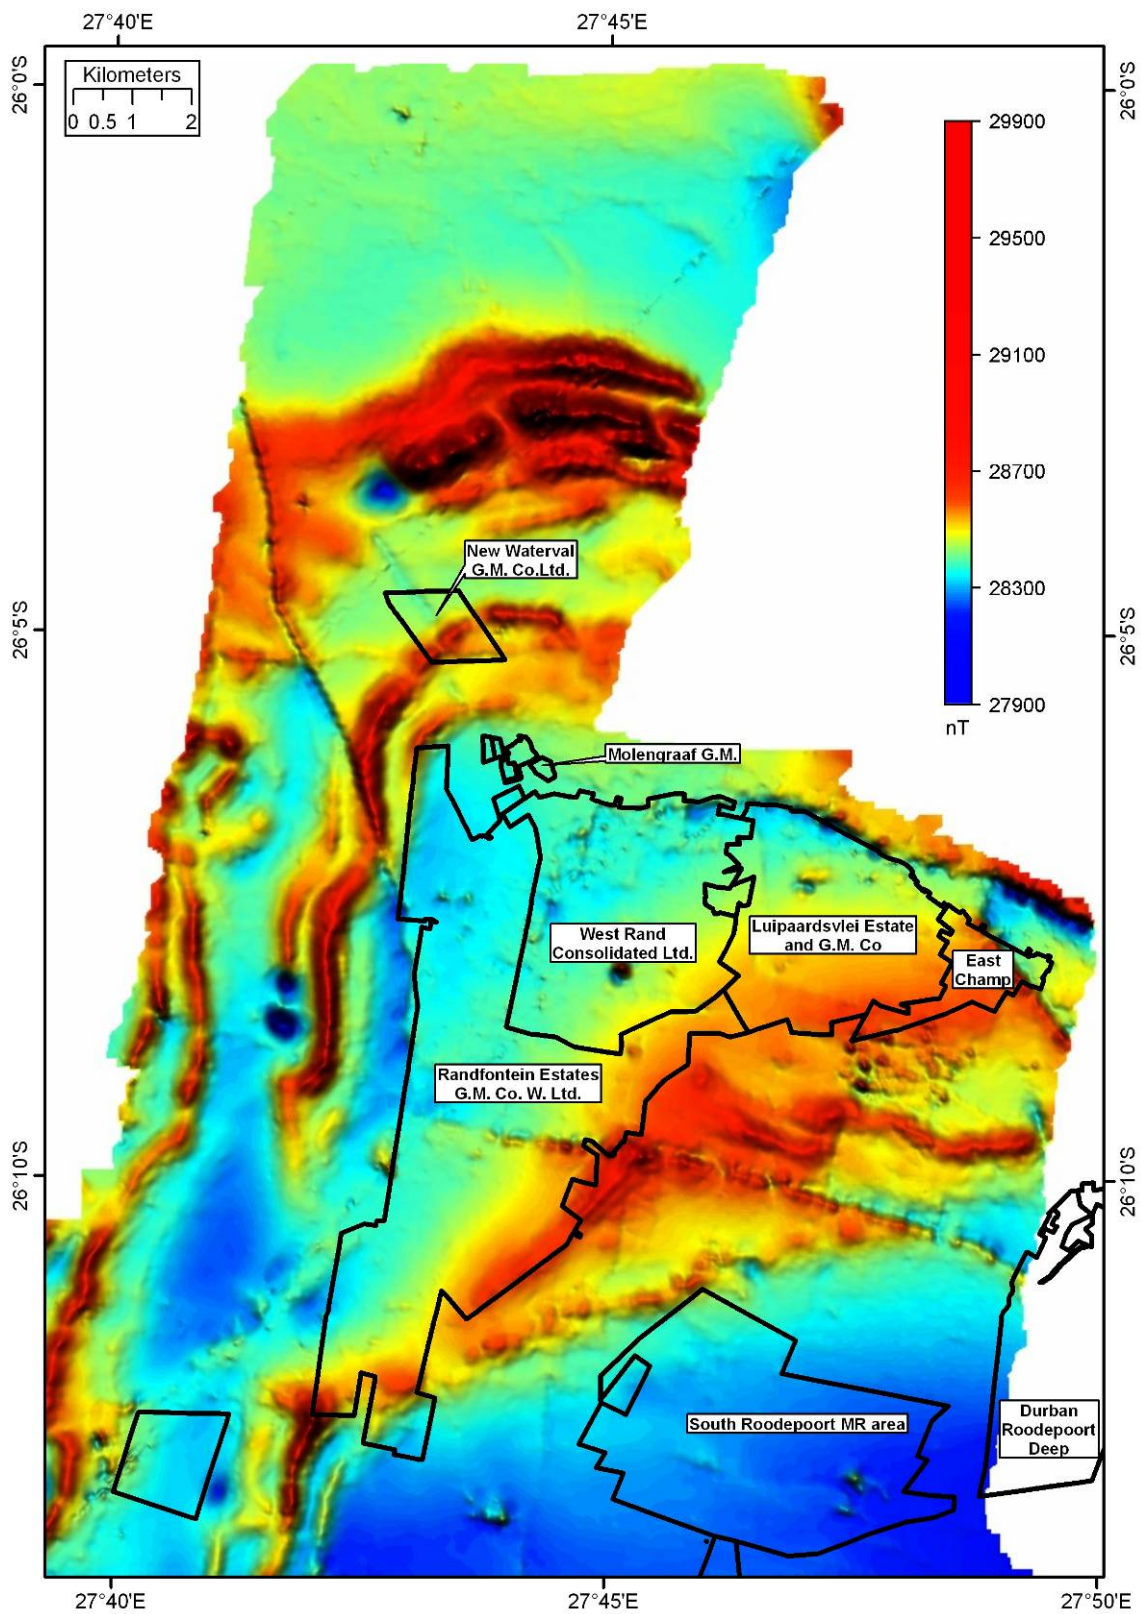 27°40'E
27°45'E
Kilometers
0 0.5 1 2
26°0'S
26°0'S
29900
29500
29100
28700
28300
27900
nT
New Waterval
G.M. Co.Ltd.
26°5'S
26°5'S
Molengraaf G.M.
West Rand
Consolidated Ltd.
Luipaardsvlei Estate
and G.M. Co
East
Champ
Randfontein Estates
G.M. Co. W. Ltd.
26°10'S
26°10'S
South Roodepoort MR area
Durban
Roodepoort
Deep
27°40'E
27°45'E
27°50'E